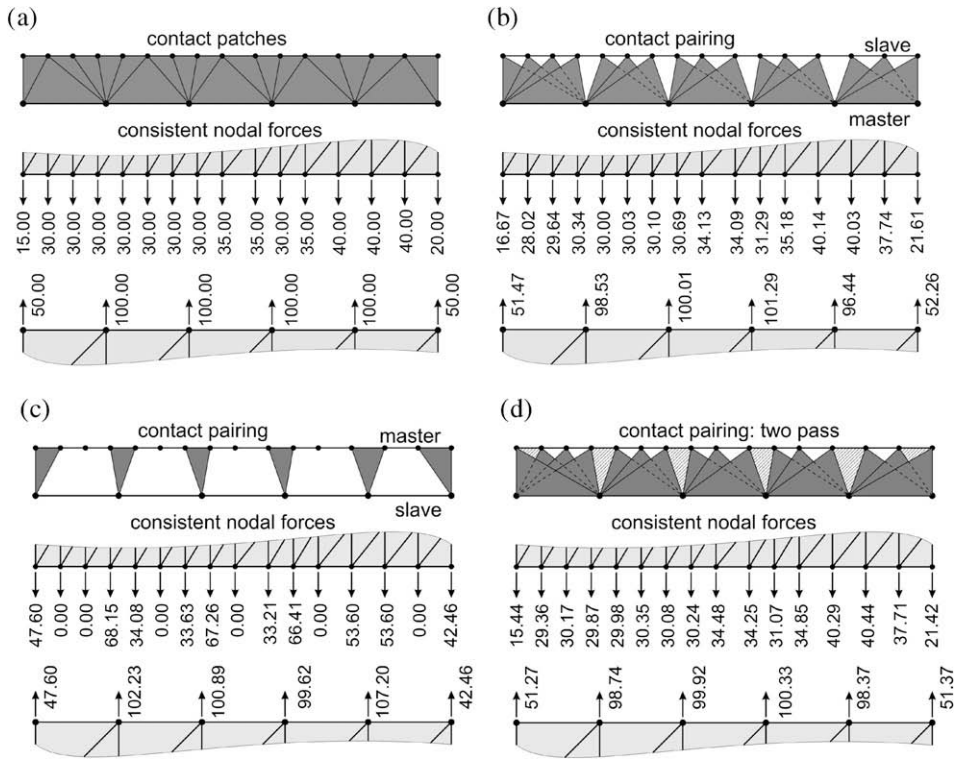 (a)
contact patches
consistent nodal forces
15.00 30.00 30.00 30.00 30.00 30.00 30.00 30.00 35.00 35.00 30.00 35.00 40.00 40.00 40.00 20.00
50.00 100.00 100.00 100.00 100.00 50.00
(b)
contact pairing
slave
master
consistent nodal forces
16.67 28.02 29.64 30.34 30.00 30.03 30.10 30.69 34.13 34.09 31.29 35.18 40.14 40.03 37.74 21.61
51.47 98.53 100.01 101.29 96.44 52.26
(c)
contact pairing
master
slave
consistent nodal forces
47.60 0.00 0.00 68.15 34.08 0.00 33.63 67.26 0.00 33.21 66.41 0.00 53.60 53.60 0.00 42.46
47.60 102.23 100.89 99.62 107.20 42.46
(d)
contact pairing: two pass
consistent nodal forces
15.44 29.36 30.17 29.87 29.98 30.35 30.08 30.24 34.48 34.25 31.07 34.85 40.29 40.44 37.71 21.42
51.27 98.74 99.92 100.33 98.37 51.37